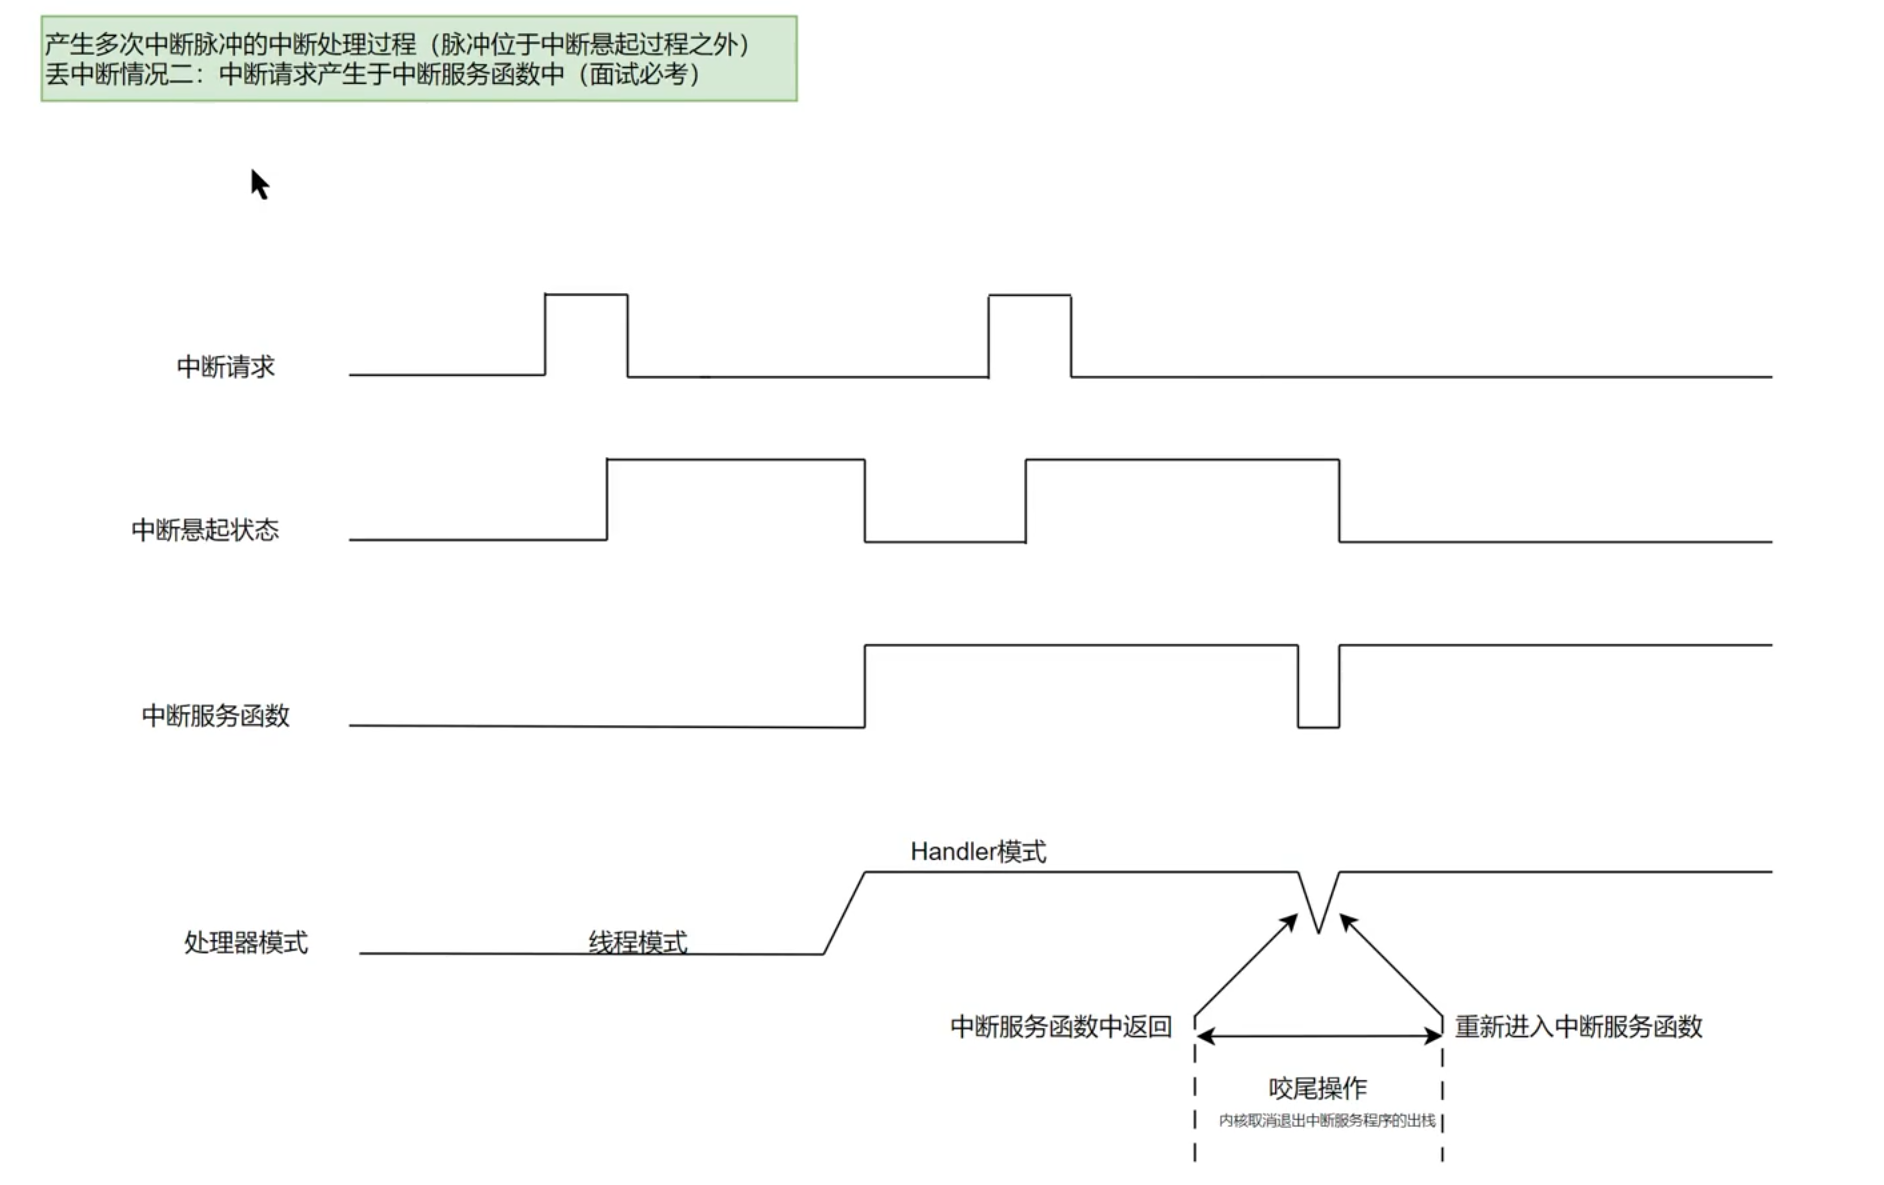 产生多次中断脉冲的中断处理过程（脉冲位于中断悬起过程之外）
丢中断情况二：中断请求产生于中断服务函数中（面试必考）
中断请求
中断悬起状态
中断服务函数
Handler模式
处理器模式
线程模式
中断服务函数中返回
重新进入中断服务函数
咬尾操作
内核取消退出中断服务程序的出栈